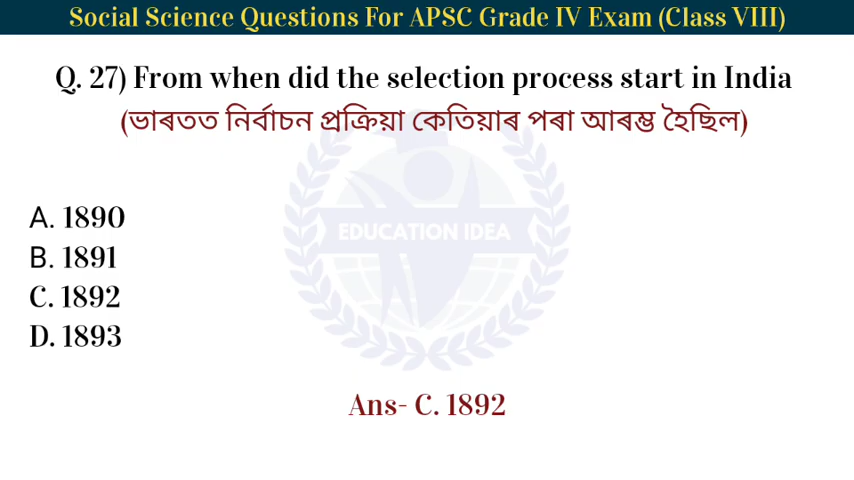 Social Science Questions For APSC Grade IV Exam (Class VIII)
Q. 27) From when did the selection process start in India
(ভাৰতত নিৰ্বাচন প্ৰক্ৰিয়া কেতিয়াৰ পৰা আৰম্ভ হৈছিল)
A. 1890
EDUCATION IDEA
B. 1891
C. 1892
D. 1893
Ans- C. 1892